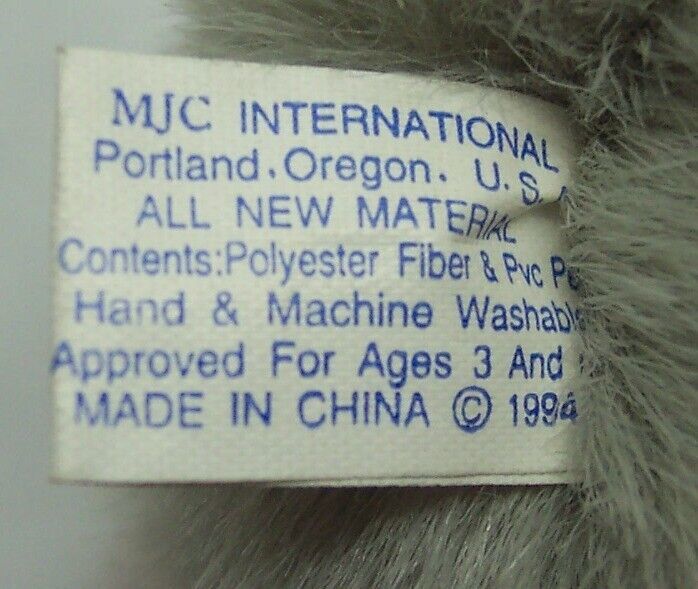 MJC INTERNATIONAL
Portland.Oregon. U.S.
ALL NEW MATERIAL
Contents:Polyester Fiber & Pvc
Hand & Machine Washable
Approved For Ages 3 And
MADE IN CHINA © 1994